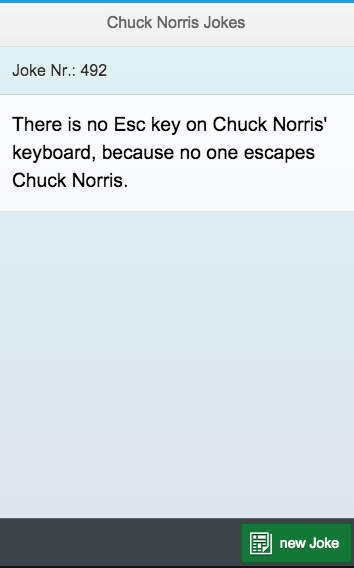 Chuck Norris Jokes
Joke Nr.: 492
There is no Esc key on Chuck Norris'
keyboard, because no one escapes
Chuck Norris.
new Joke